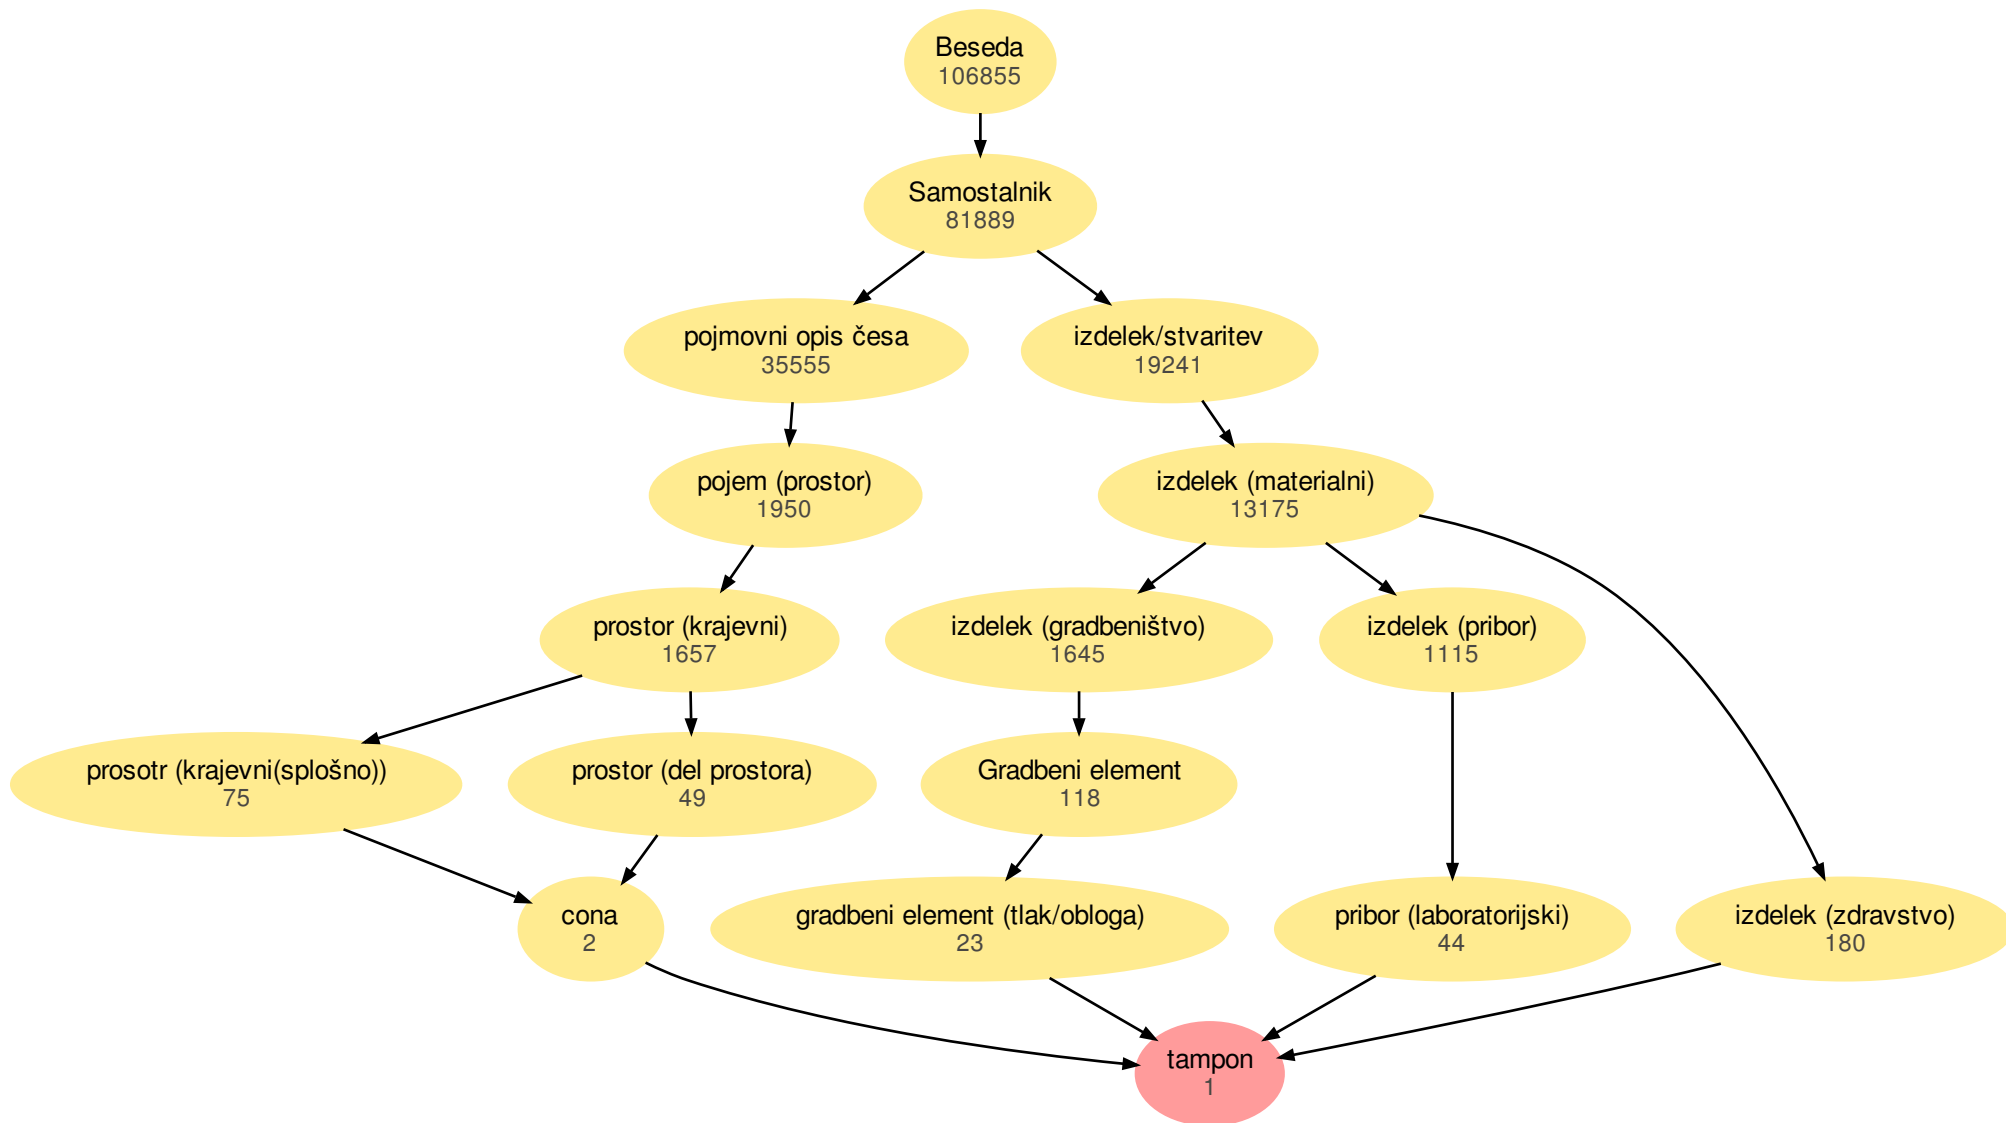 Beseda
106855
Samostalnik
81889
pojmovni opis česa
35555
izdelek/stvaritev
19241
pojem (prostor)
1950
izdelek (materialni)
13175
prostor (krajevni)
1657
izdelek (gradbeništvo)
1645
izdelek (pribor)
1115
prosotr (krajevni(splošno))
75
prostor (del prostora)
49
Gradbeni element
118
cona
2
gradbeni element (tlak/obloga)
23
pribor (laboratorijski)
44
izdelek (zdravstvo)
180
tampon
1